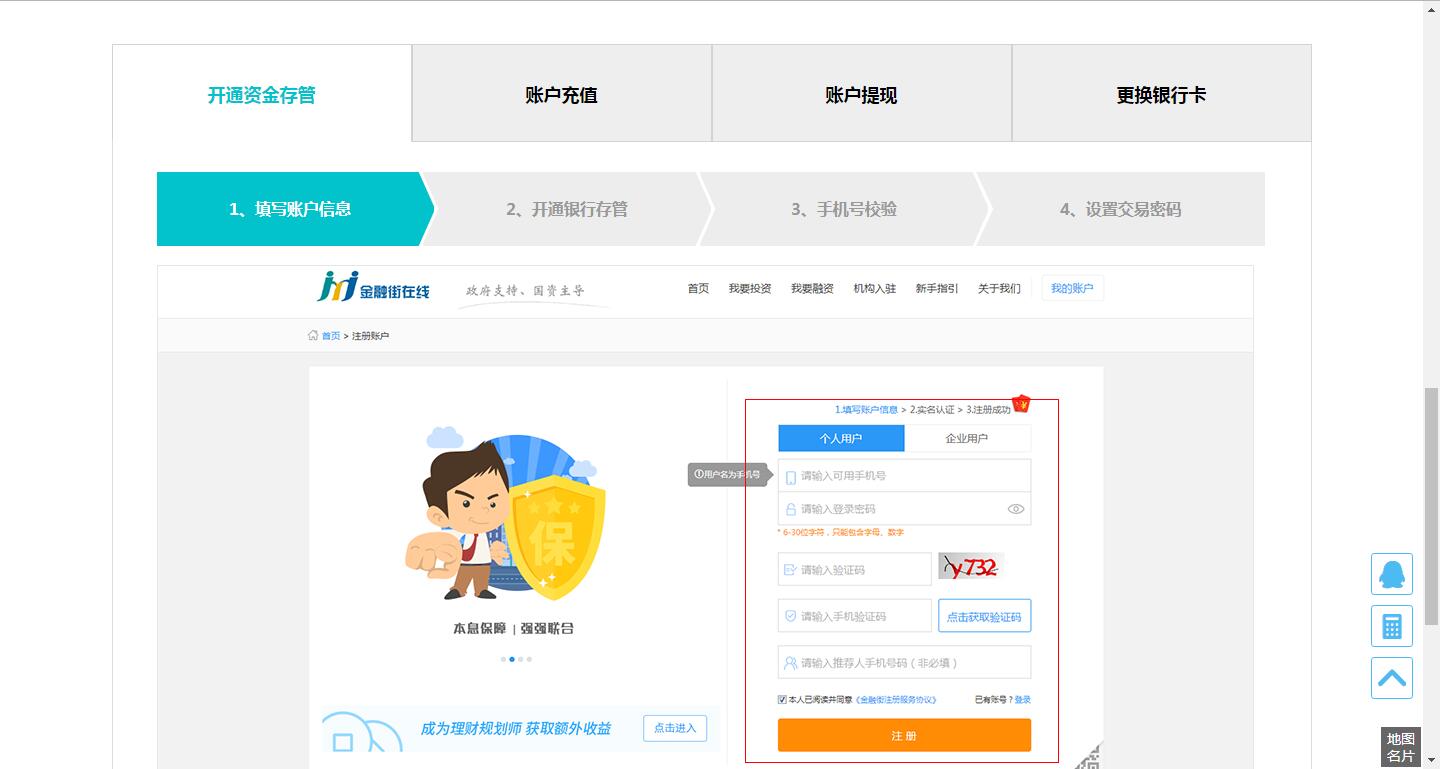 开通资金存管
账户充值
账户提现
更换银行卡
1、填写账户信息
2、开通银行存管
3、手机号校验
4、设置交易密码
金融街在线
政府支持、国资主导
首页
我要投资
我要融资
机构入驻
新手指引
关于我们
我的账户
首页 > 注册账户
1.填写账户信息 > 2.实名认证 > 3.注册成功
个人用户
企业用户
用户名为手机号
请输入可用手机号
请输入登录密码
* 6-30位字符，只能包含字母、数字
请输入验证码
y732
请输入手机验证码
点击获取验证码
请输入推荐人手机号码（非必填）
本人已阅读并同意《金融街注册服务协议》
已有账号？登录
注 册
保
本息保障 | 强强联合
成为理财规划师 获取额外收益
点击进入
地图
名片